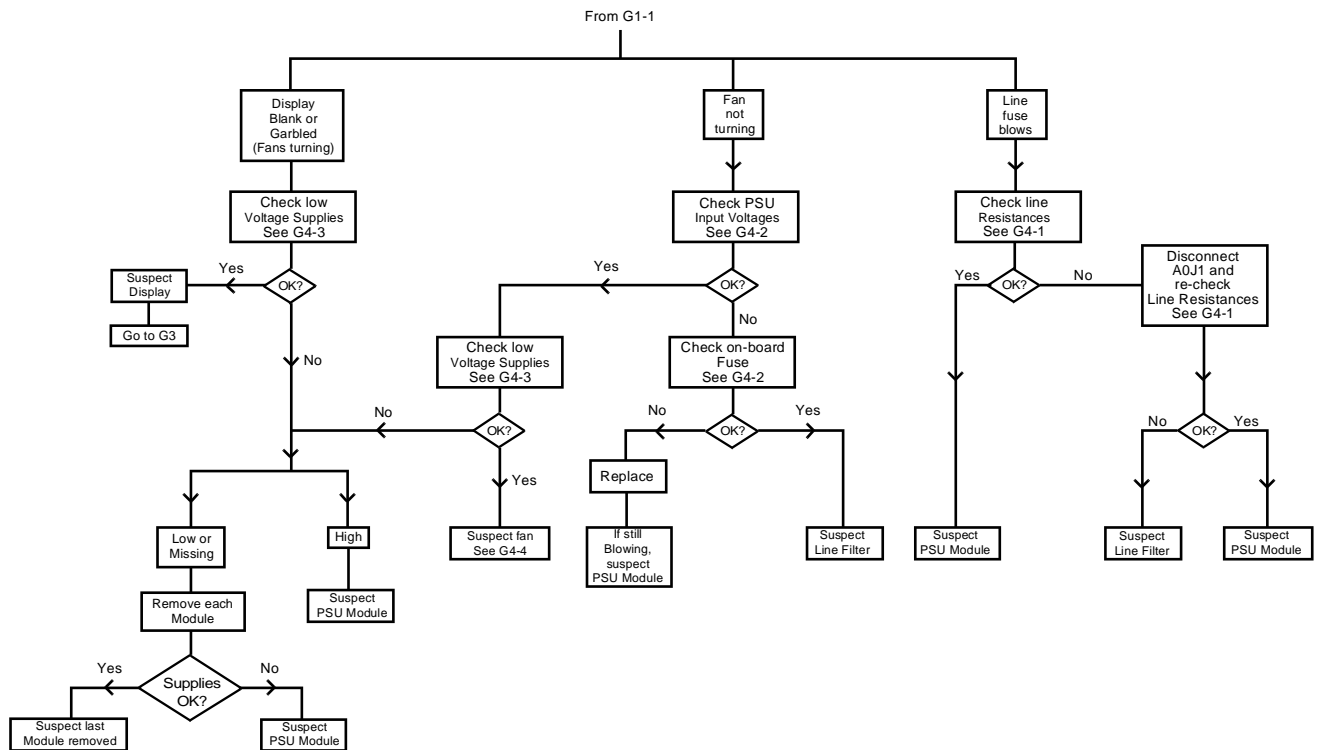 From G1-1
Display
Blank or
Garbled
(Fans turning)
Fan
not
turning
Line
fuse
blows
Check low
Voltage Supplies
See G4-3
Check PSU
Input Voltages
See G4-2
Check line
Resistances
See G4-1
Suspect
Display
Yes
OK?
Go to G3
No
Yes
OK?
No
Yes
OK?
No
Disconnect
A0J1 and
re-check
Line Resistances
See G4-1
Check low
Voltage Supplies
See G4-3
Check on-board
Fuse
See G4-2
No
OK?
Yes
No
OK?
Yes
No
OK?
Yes
Replace
Low or
Missing
High
Suspect fan
See G4-4
If still
Blowing,
suspect
PSU Module
Suspect
Line Filter
Suspect
PSU Module
Suspect
Line Filter
Suspect
PSU Module
Remove each
Module
Suspect
PSU Module
Yes
Supplies
OK?
No
Suspect last
Module removed
Suspect
PSU Module